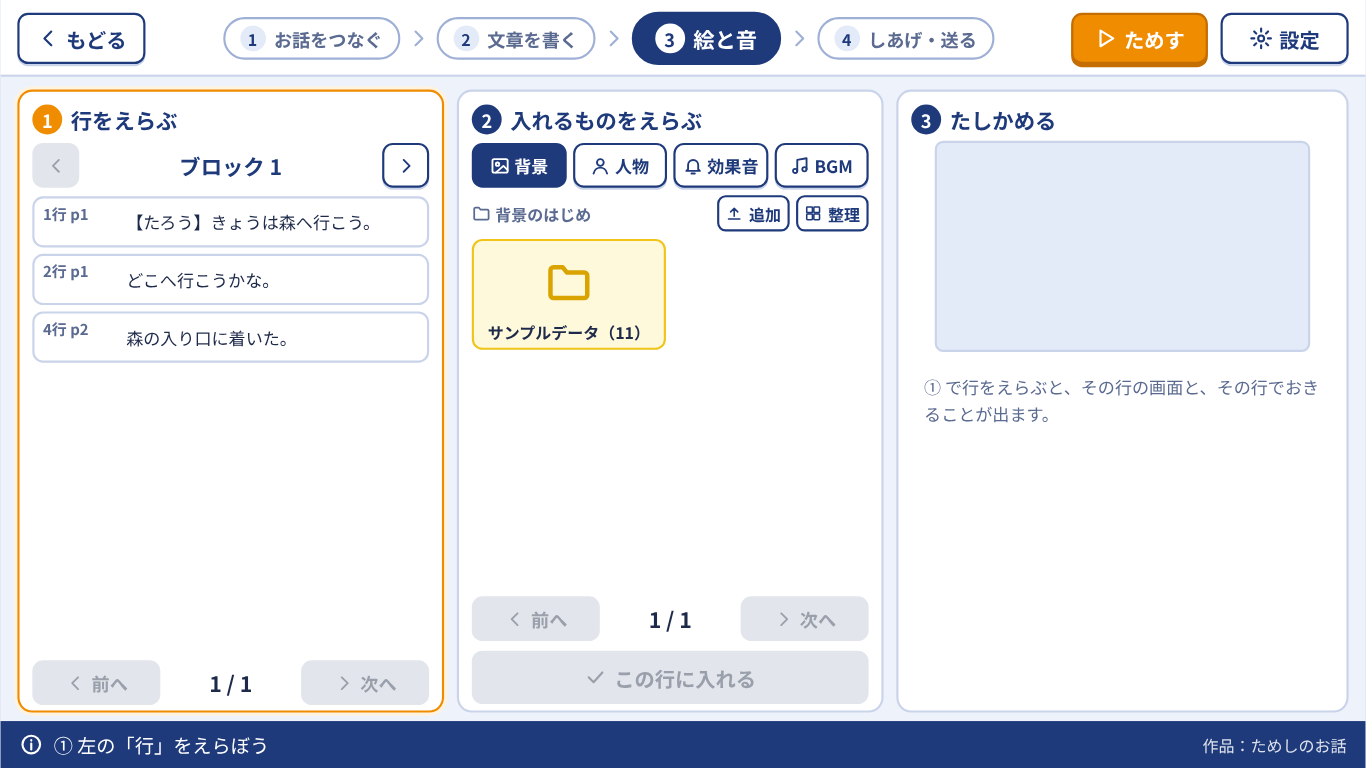 もどる
1 お話をつなぐ
2 文章を書く
3 絵と音
4 しあげ・送る
ためす
設定
1 行をえらぶ
ブロック 1
1行 p1 【たろう】きょうは森へ行こう。
2行 p1 どこへ行こうかな。
4行 p2 森の入り口に着いた。
前へ 1 / 1 次へ
2 入れるものをえらぶ
背景 人物 効果音 BGM
背景のはじめ 追加 整理
サンプルデータ（11）
前へ 1 / 1 次へ
この行に入れる
3 たしかめる
① で行をえらぶと、その行の画面と、その行でおき
ることが出ます。
① 左の「行」をえらぼう
作品：ためしのお話